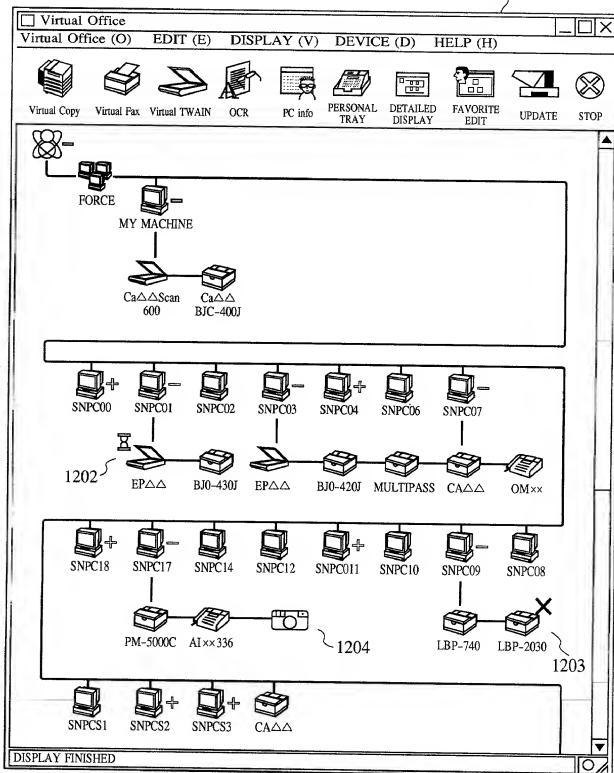 Virtual Office
Virtual Office (O) EDIT (E) DISPLAY (V) DEVICE (D) HELP (H)
Virtual Copy Virtual Fax Virtual TWAIN OCR PC info PERSONAL TRAY DETAILED DISPLAY FAVORITE EDIT UPDATE STOP
FORCE
MY MACHINE
Ca△△Scan 600 Ca△△ BJC-400J
SNPC00 SNPC01 SNPC02 SNPC03 SNPC04 SNPC06 SNPC07
1202
EP△△ BJ0-430J EP△△ BJ0-420J MULTIPASS CA△△ OM××
SNPC18 SNPC17 SNPC14 SNPC12 SNPC011 SNPC10 SNPC09 SNPC08
PM-5000C AI××336 1204 LBP-740 LBP-2030 1203
SNPCS1 SNPCS2 SNPCS3 CA△△
DISPLAY FINISHED